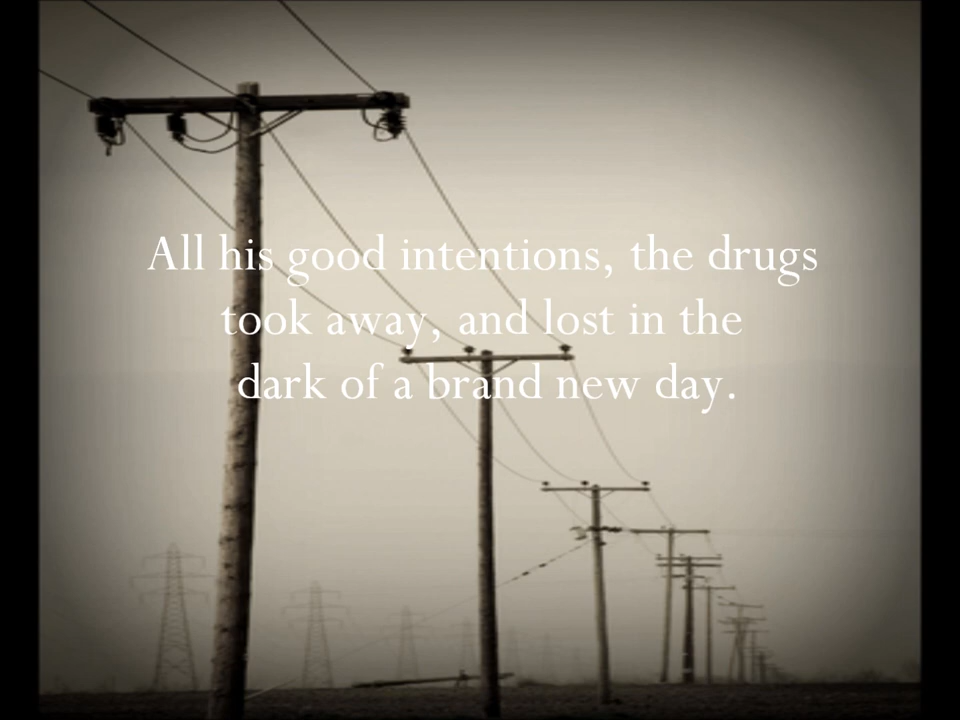 All his good intentions, the drugs
took away, and lost in the
dark of a brand new day.